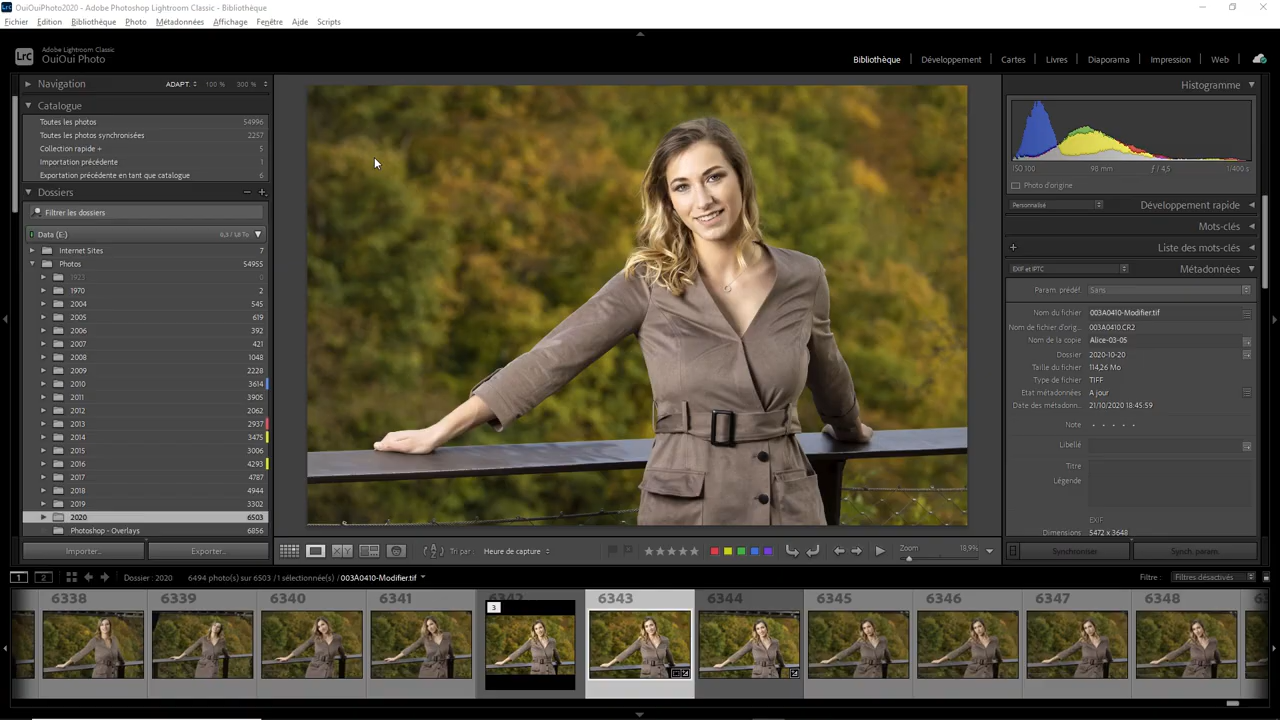 OuiOuiPhoto2020 - Adobe Photoshop Lightroom Classic - Bibliothèque
Fichier Edition Bibliothèque Photo Métadonnées Affichage Fenêtre Aide Scripts
Lrc
Adobe Lightroom Classic
OuiOui Photo
Bibliothèque Développement Cartes Livres Diaporama Impression Web
Navigation ADAPT. 100 % 300 %
Catalogue
Toutes les photos 54996
Toutes les photos synchronisées 2257
Collection rapide + 5
Importation précédente 1
Exportation précédente en tant que catalogue 6
Dossiers
Filtrer les dossiers
Data (E:)
Internet Sites 7
Photos 54955
1923 0
1970 2
2004 545
2005 619
2006 392
2007 421
2008 1048
2009 2228
2010 3614
2011 3905
2012 2062
2013 2937
2014 3475
2015 3006
2016 4293
2017 4787
2018 4944
2019 3302
2020 6503
Photoshop - Overlays 6856
Importer... Exporter...
Histogramme
ISO 100 98 mm ƒ / 4,5 1/400 s
Photo d'origine
Personnalisé Développement rapide
Mots-clés
Liste des mots-clés
EXIF et IPTC Métadonnées
Param. prédéf. Sans
Nom du fichier 003A0410-Modifier.tif
Nom de fichier d'orig... 003A0410.CR2
Nom de la copie Alice-03-05
Dossier 2020-10-20
Taille du fichier 114,26 Mo
Type de fichier TIFF
Etat métadonnées A jour
Date des métadonn... 21/10/2020 18:45:59
Note
Libellé
Titre
Légende
EXIF
Dimensions 5472 x 3648
Synchroniser Synch. param.
XY Tri par Heure de capture Zoom 18,9%
1 2 Dossier : 2020 6494 photo(s) sur 6503 / 1 sélectionnée(s) / 003A0410-Modifier.tif Filtre : Filtres désactivés
6338 6339 6340 6341 6342 6343 6344 6345 6346 6347 6348
3